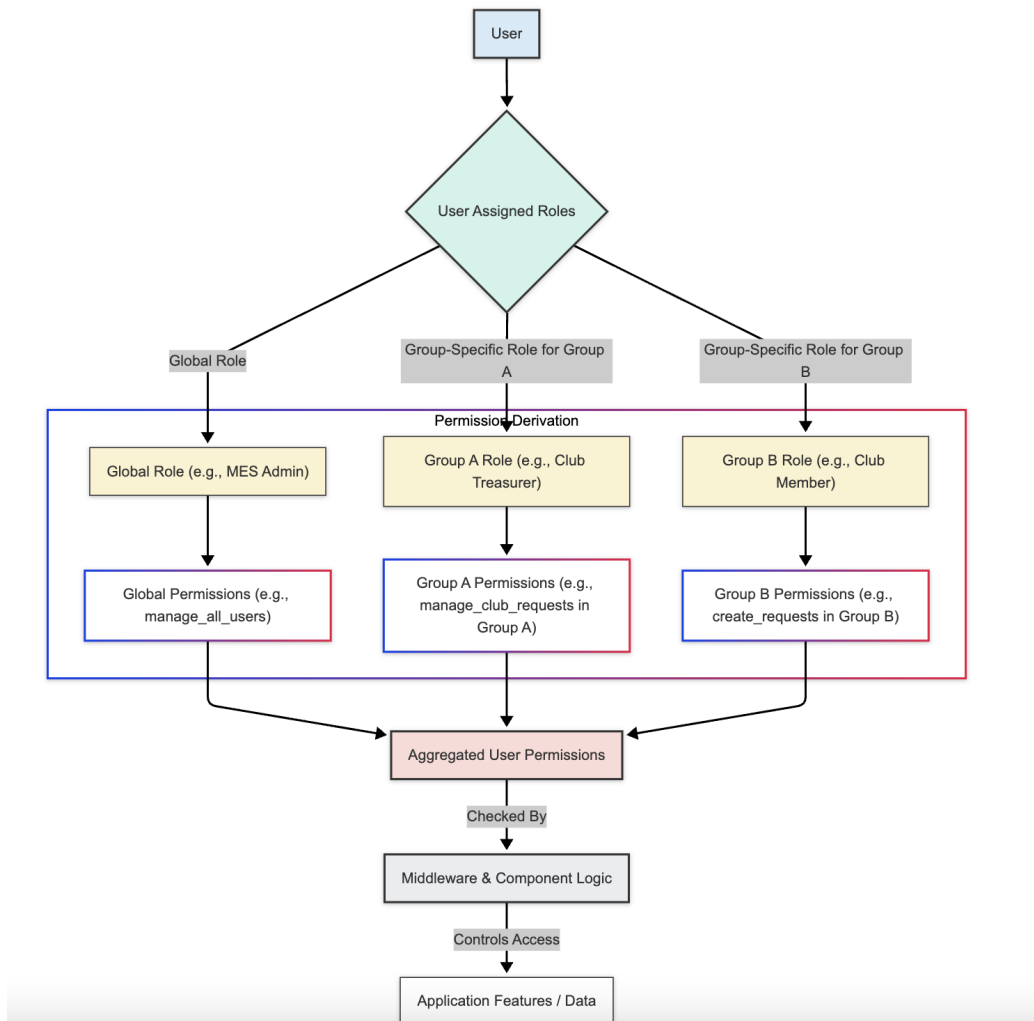 User
User Assigned Roles
Global Role
Group-Specific Role for Group
A
Group-Specific Role for Group
B
Permission Derivation
Global Role (e.g., MES Admin)
Group A Role (e.g., Club
Treasurer)
Group B Role (e.g., Club
Member)
Global Permissions (e.g.,
manage_all_users)
Group A Permissions (e.g.,
manage_club_requests in
Group A)
Group B Permissions (e.g.,
create_requests in Group B)
Aggregated User Permissions
Checked By
Middleware & Component Logic
Controls Access
Application Features / Data